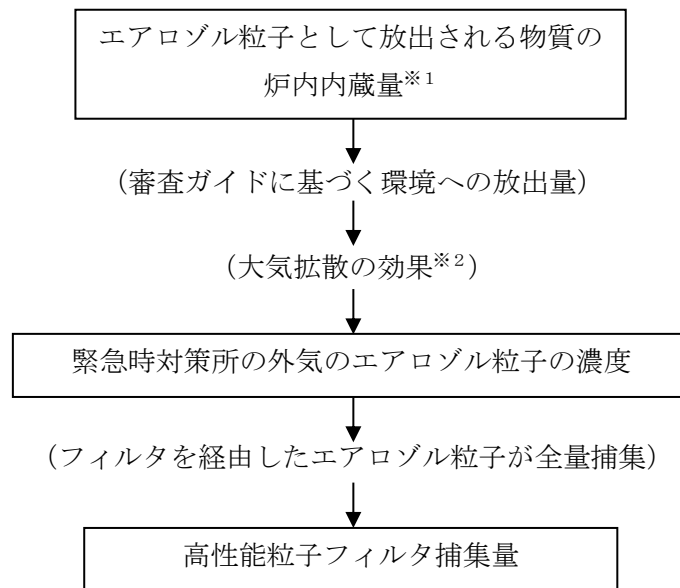 エアロゾル粒子として放出される物質の
炉内内蔵量※1
(審査ガイドに基づく環境への放出量)
(大気拡散の効果※2)
緊急時対策所の外気のエアロゾル粒子の濃度
(フィルタを経由したエアロゾル粒子が全量捕集)
高性能粒子フィルタ捕集量